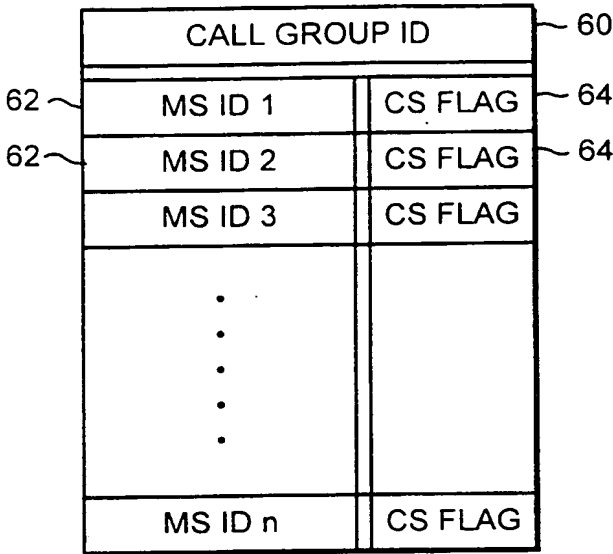 CALL GROUP ID 60
62 MS ID 1 CS FLAG 64
62 MS ID 2 CS FLAG 64
MS ID 3 CS FLAG
MS ID n CS FLAG